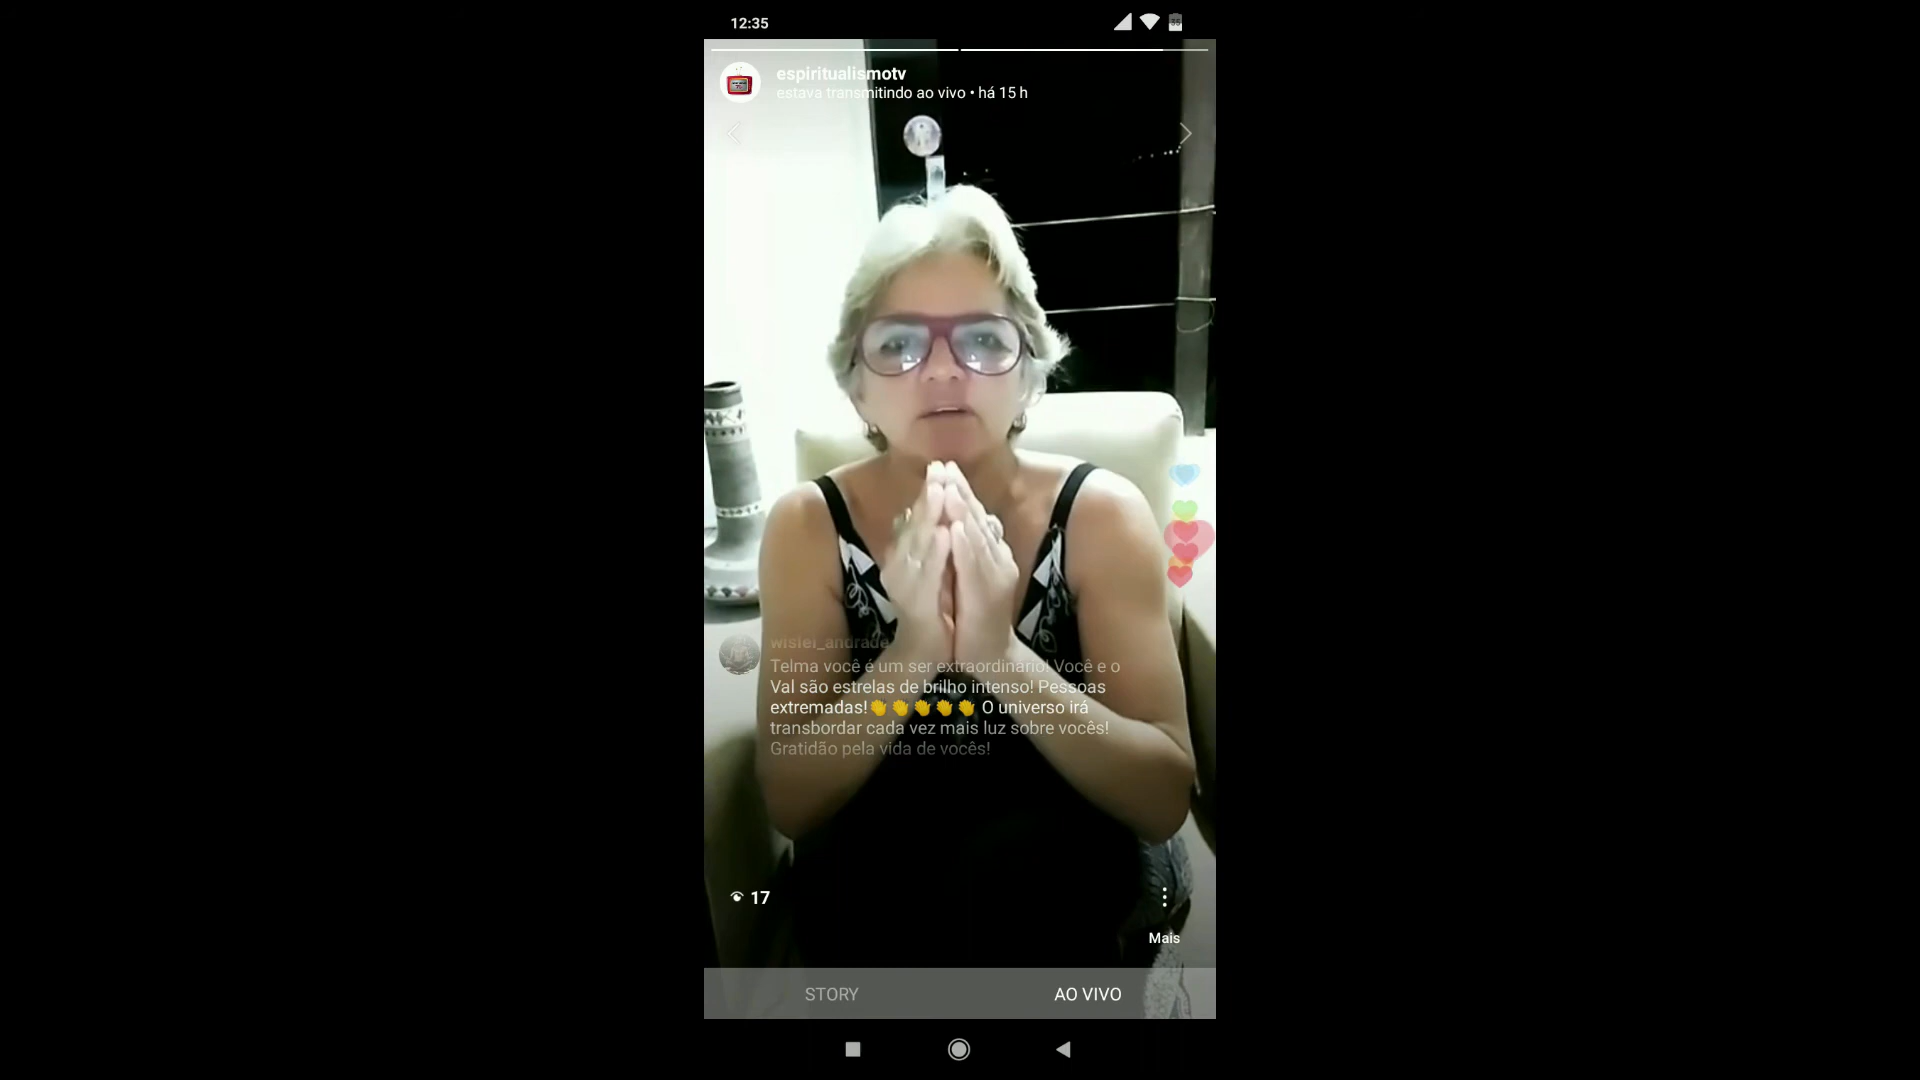 12:35
espiritualismotv
estava transmitindo ao vivo • há 15 h
wislei_andrade
Telma você é um ser extraordinário! Você e o
Val são estrelas de brilho intenso! Pessoas
extremadas!👏👏👏👏👏 O universo irá
transbordar cada vez mais luz sobre vocês!
Gratidão pela vida de vocês!
17
Mais
STORY
AO VIVO